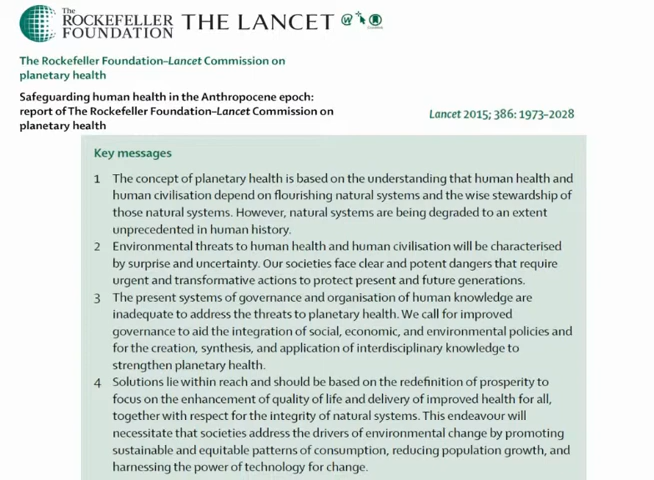 The
ROCKEFELLER
FOUNDATION
THE LANCET
The Rockefeller Foundation–Lancet Commission on
planetary health
Safeguarding human health in the Anthropocene epoch:
report of The Rockefeller Foundation–Lancet Commission on
planetary health
Lancet 2015; 386: 1973–2028
Key messages
1 The concept of planetary health is based on the understanding that human health and
human civilisation depend on flourishing natural systems and the wise stewardship of
those natural systems. However, natural systems are being degraded to an extent
unprecedented in human history.
2 Environmental threats to human health and human civilisation will be characterised
by surprise and uncertainty. Our societies face clear and potent dangers that require
urgent and transformative actions to protect present and future generations.
3 The present systems of governance and organisation of human knowledge are
inadequate to address the threats to planetary health. We call for improved
governance to aid the integration of social, economic, and environmental policies and
for the creation, synthesis, and application of interdisciplinary knowledge to
strengthen planetary health.
4 Solutions lie within reach and should be based on the redefinition of prosperity to
focus on the enhancement of quality of life and delivery of improved health for all,
together with respect for the integrity of natural systems. This endeavour will
necessitate that societies address the drivers of environmental change by promoting
sustainable and equitable patterns of consumption, reducing population growth, and
harnessing the power of technology for change.